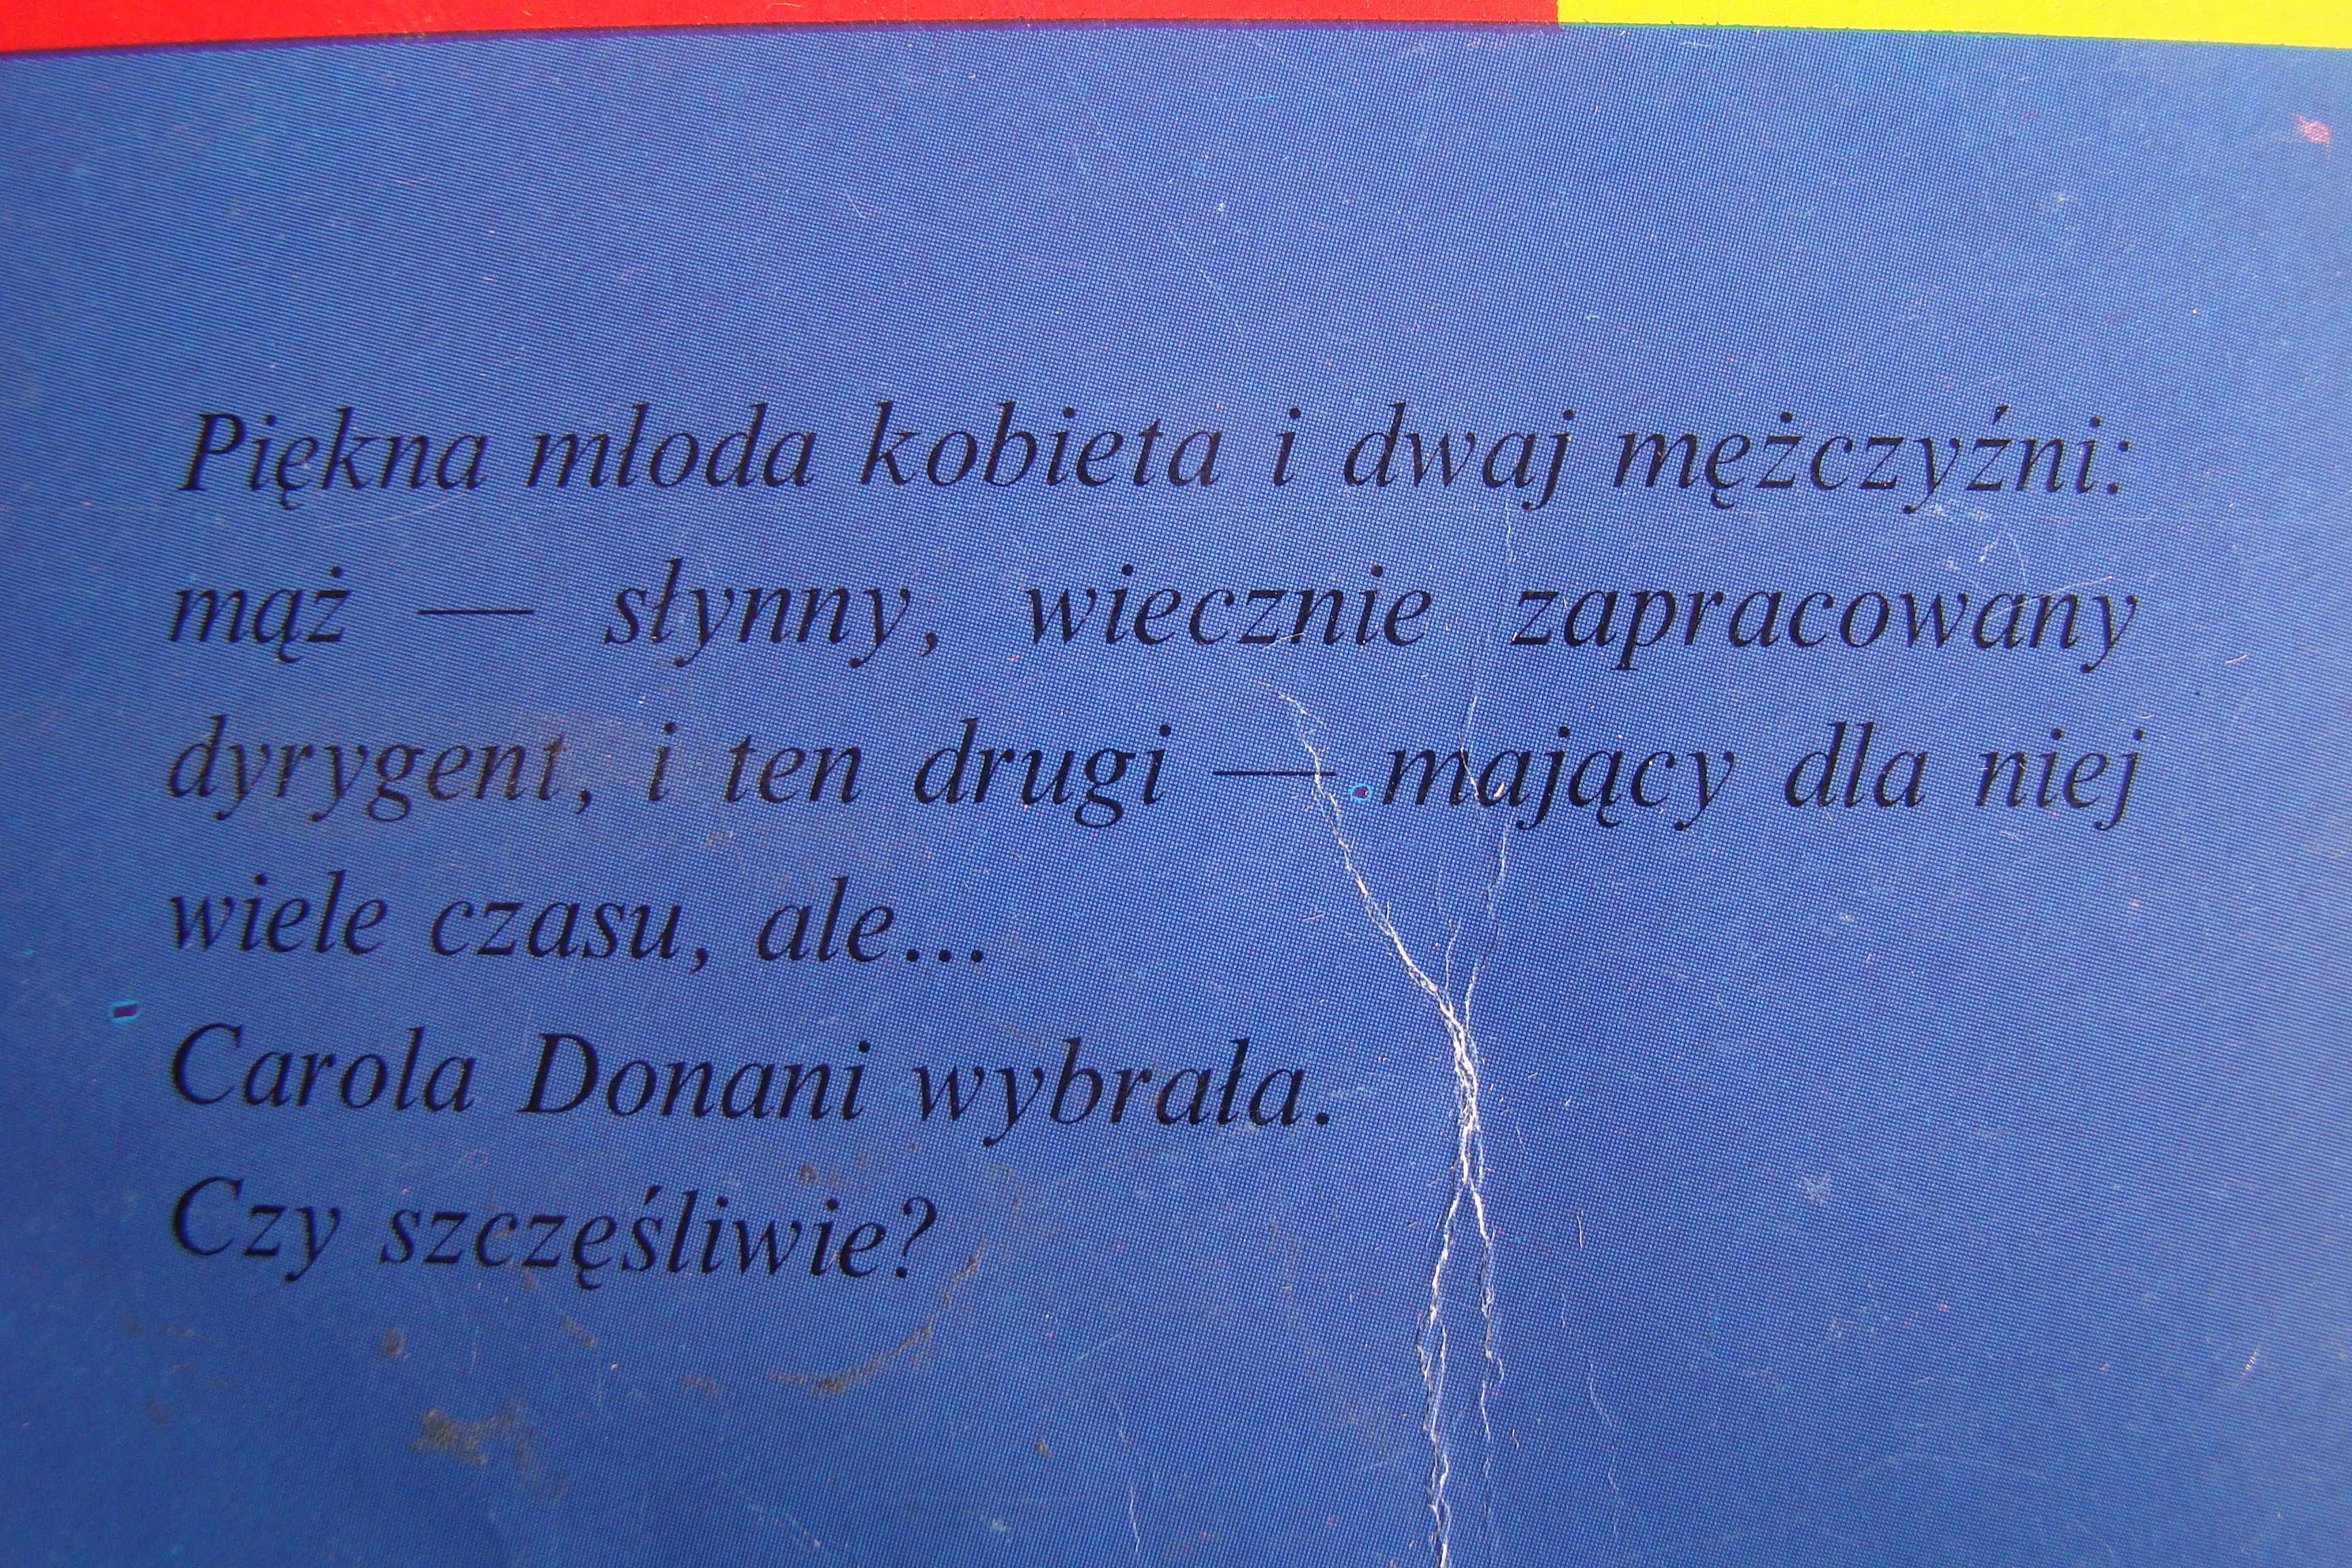 Piękna młoda kobieta i dwaj mężczyźni:
mąż — słynny, wiecznie zapracowany
dyrygent, i ten drugi — mający dla niej
wiele czasu, ale...
Carola Donani wybrała.
Czy szczęśliwie?